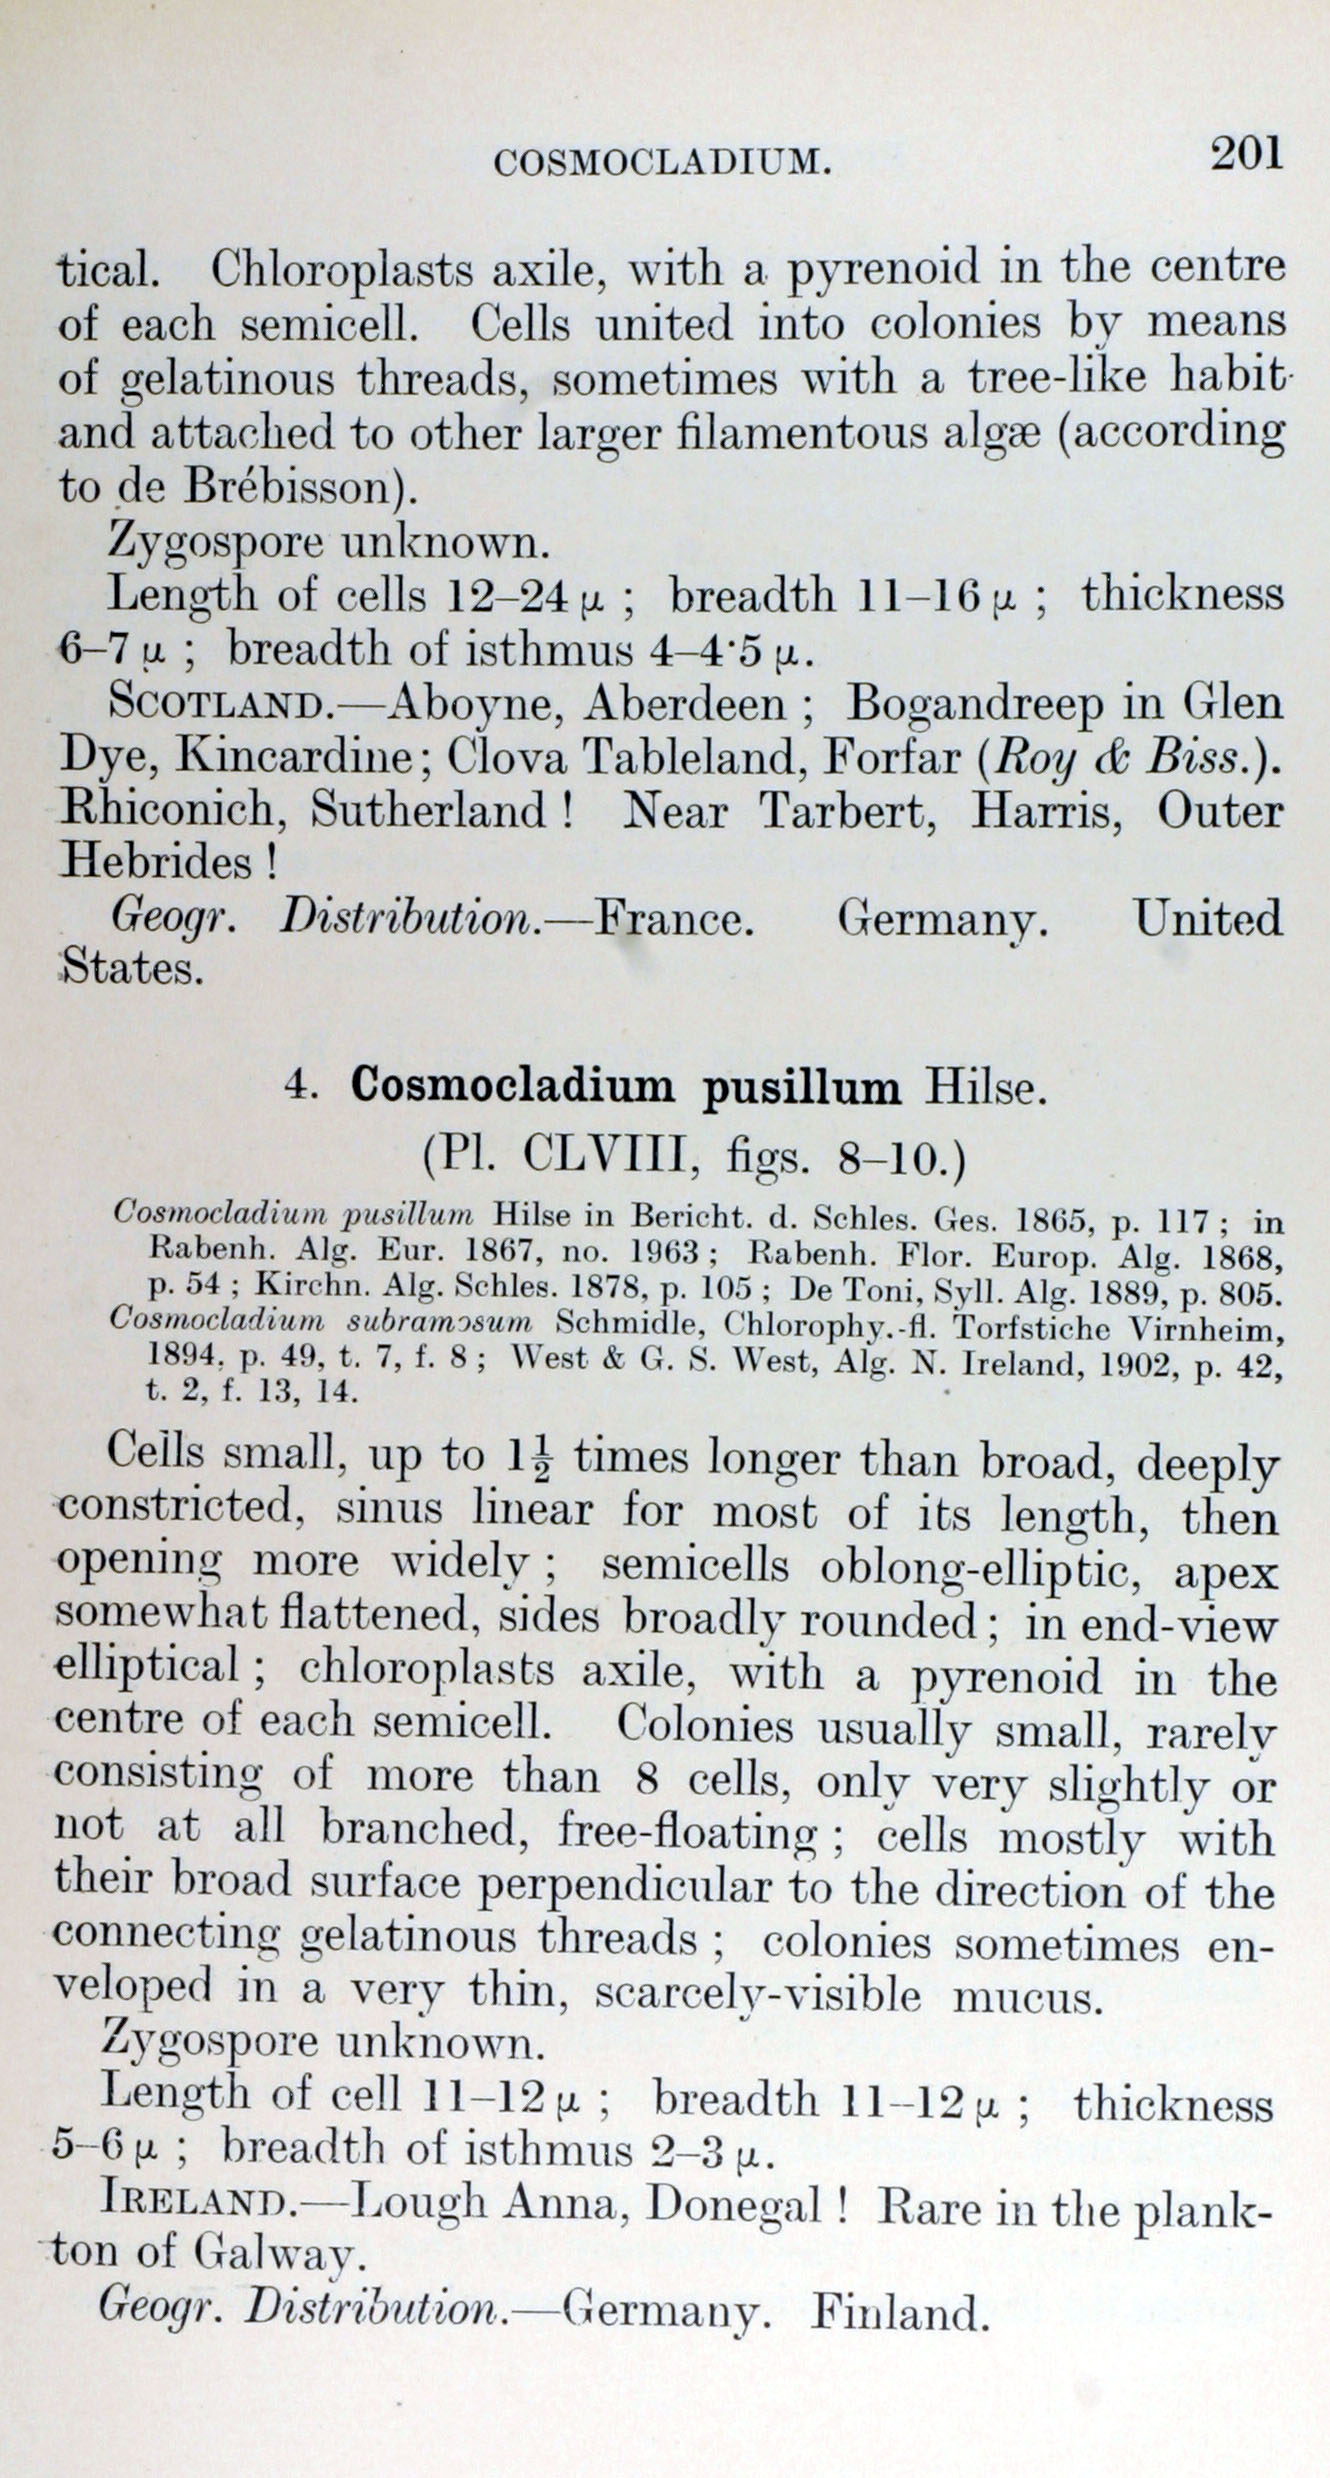 COSMOCLADIUM. 201
tical. Chloroplasts axile, with a pyrenoid in the centre
of each semicell. Cells united into colonies by means
of gelatinous threads, sometimes with a tree-like habit
and attached to other larger filamentous algæ (according
to de Brébisson).
Zygospore unknown.
Length of cells 12–24 µ ; breadth 11–16 µ ; thickness
6–7 µ ; breadth of isthmus 4–4·5 µ.
SCOTLAND.—Aboyne, Aberdeen ; Bogandreep in Glen
Dye, Kincardine ; Clova Tableland, Forfar (Roy & Biss.).
Rhiconich, Sutherland ! Near Tarbert, Harris, Outer
Hebrides !
Geogr. Distribution.—France. Germany. United
States.
4. Cosmocladium pusillum Hilse.
(Pl. CLVIII, figs. 8–10.)
Cosmocladium pusillum Hilse in Bericht. d. Schles. Ges. 1865, p. 117 ; in
Rabenh. Alg. Eur. 1867, no. 1963 ; Rabenh. Flor. Europ. Alg. 1868,
p. 54 ; Kirchn. Alg. Schles. 1878, p. 105 ; De Toni, Syll. Alg. 1889, p. 805.
Cosmocladium subramosum Schmidle, Chlorophy.-fl. Torfstiche Virnheim,
1894, p. 49, t. 7, f. 8 ; West & G. S. West, Alg. N. Ireland, 1902, p. 42,
t. 2, f. 13, 14.
Cells small, up to 1½ times longer than broad, deeply
constricted, sinus linear for most of its length, then
opening more widely ; semicells oblong-elliptic, apex
somewhat flattened, sides broadly rounded ; in end-view
elliptical ; chloroplasts axile, with a pyrenoid in the
centre of each semicell. Colonies usually small, rarely
consisting of more than 8 cells, only very slightly or
not at all branched, free-floating ; cells mostly with
their broad surface perpendicular to the direction of the
connecting gelatinous threads ; colonies sometimes en-
veloped in a very thin, scarcely-visible mucus.
Zygospore unknown.
Length of cell 11–12 µ ; breadth 11–12 µ ; thickness
5–6 µ ; breadth of isthmus 2–3 µ.
IRELAND.—Lough Anna, Donegal ! Rare in the plank-
ton of Galway.
Geogr. Distribution.—Germany. Finland.